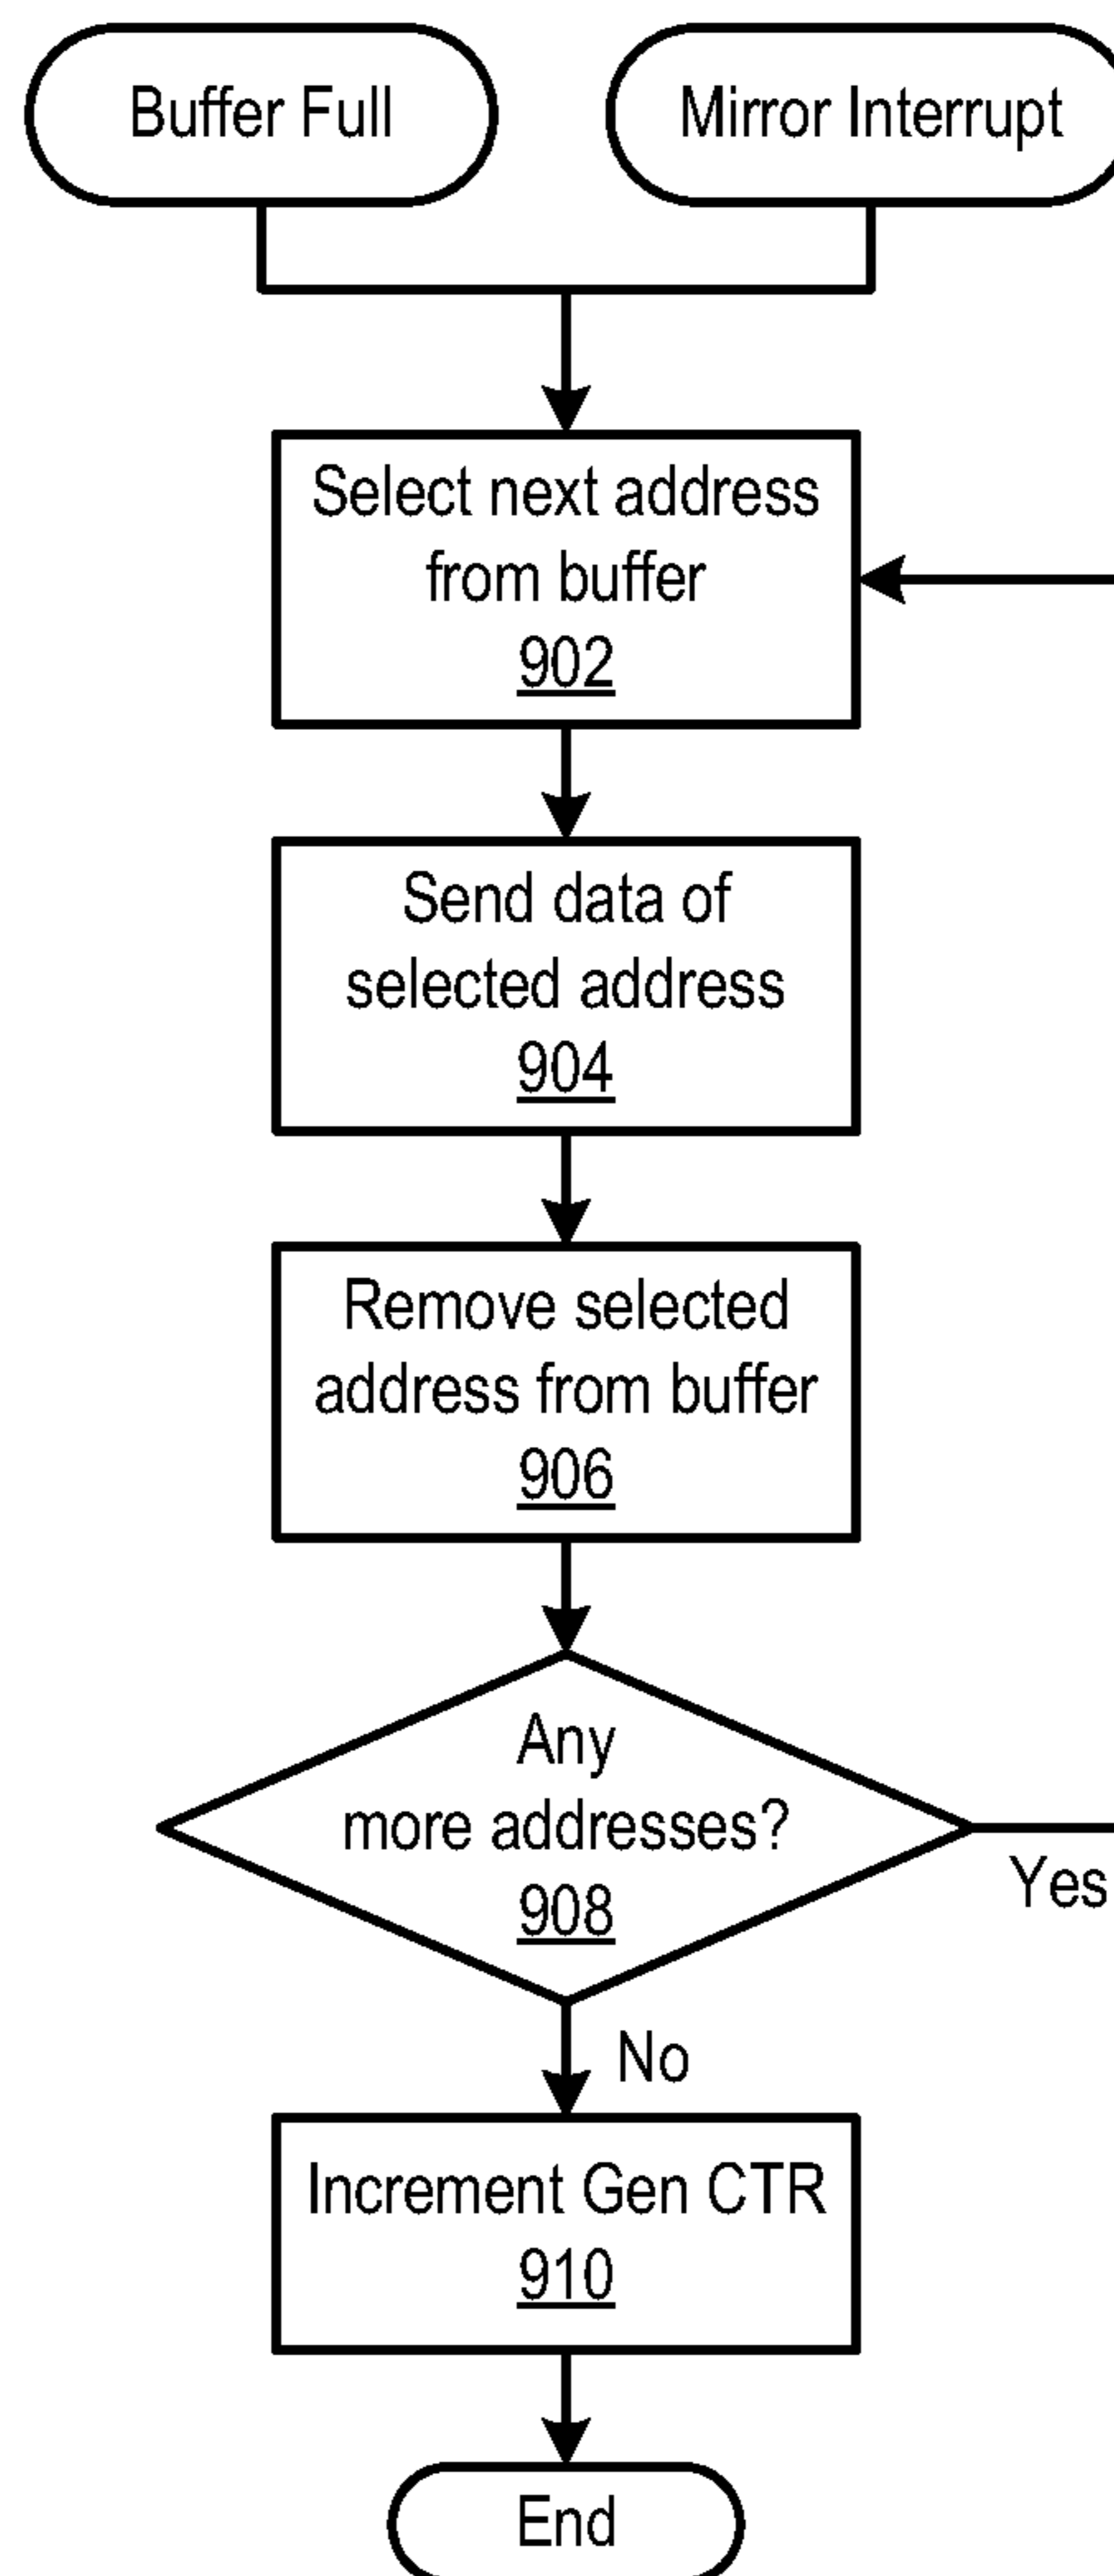 Buffer Full
Mirror Interrupt
Select next address
from buffer
902
Send data of
selected address
904
Remove selected
address from buffer
906
Any
more addresses?
908
Yes
No
Increment Gen CTR
910
End